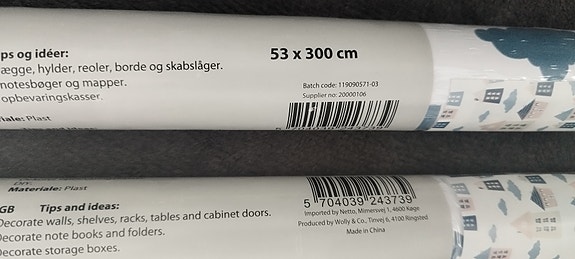 ps og idéer:
ægge, hylder, reoler, borde og skabslåger.
notesbøger og mapper.
opbevaringskasser.
iale: Plast
53 x 300 cm
Batch code: 119090571-03
Supplier no: 20000106
Materiale: Plast
GB Tips and ideas:
Decorate walls, shelves, racks, tables and cabinet doors.
Decorate note books and folders.
Decorate storage boxes.
5 704039 243739
Imported by Netto, Mimersvej 1, 4600 Køge
Produced by Wolly & Co., Tinvej 6, 4100 Ringsted
Made in China